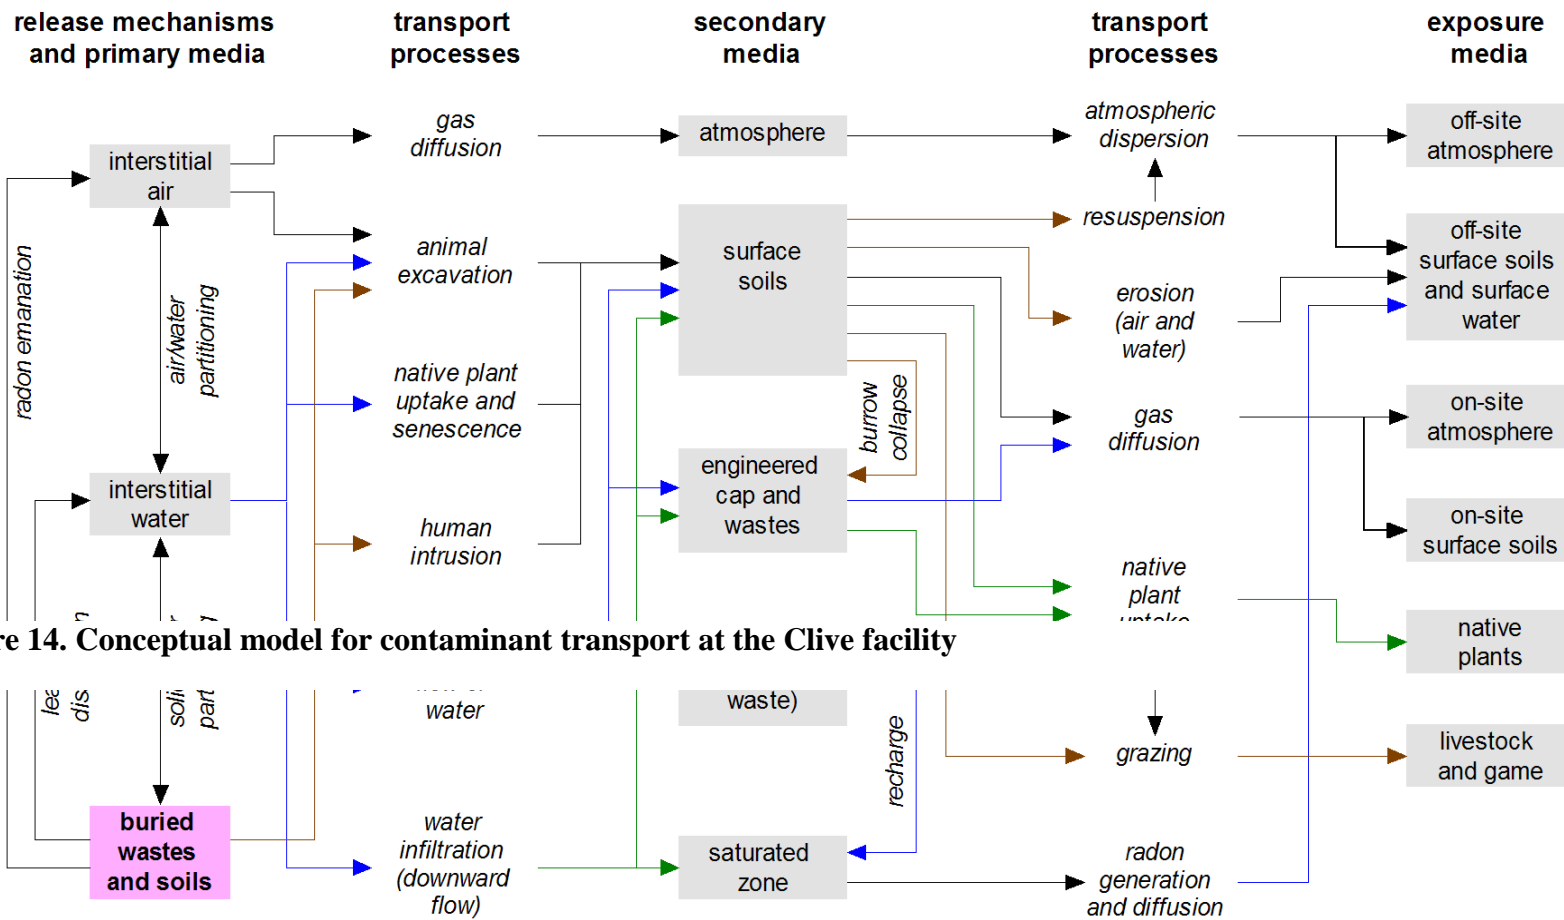 release mechanisms
and primary media
transport
processes
secondary
media
transport
processes
exposure
media
interstitial
air
radon emanation
air/water
partitioning
interstitial
water
buried
wastes
and soils
gas
diffusion
animal
excavation
native plant
uptake and
senescence
human
intrusion
water
water
infiltration
(downward
flow)
atmosphere
surface
soils
burrow
collapse
engineered
cap and
wastes
waste)
recharge
saturated
zone
atmospheric
dispersion
resuspension
erosion
(air and
water)
gas
diffusion
native
plant
uptake
grazing
radon
generation
and diffusion
off-site
atmosphere
off-site
surface soils
and surface
water
on-site
atmosphere
on-site
surface soils
native
plants
livestock
and game
re 14. Conceptual model for contaminant transport at the Clive facility